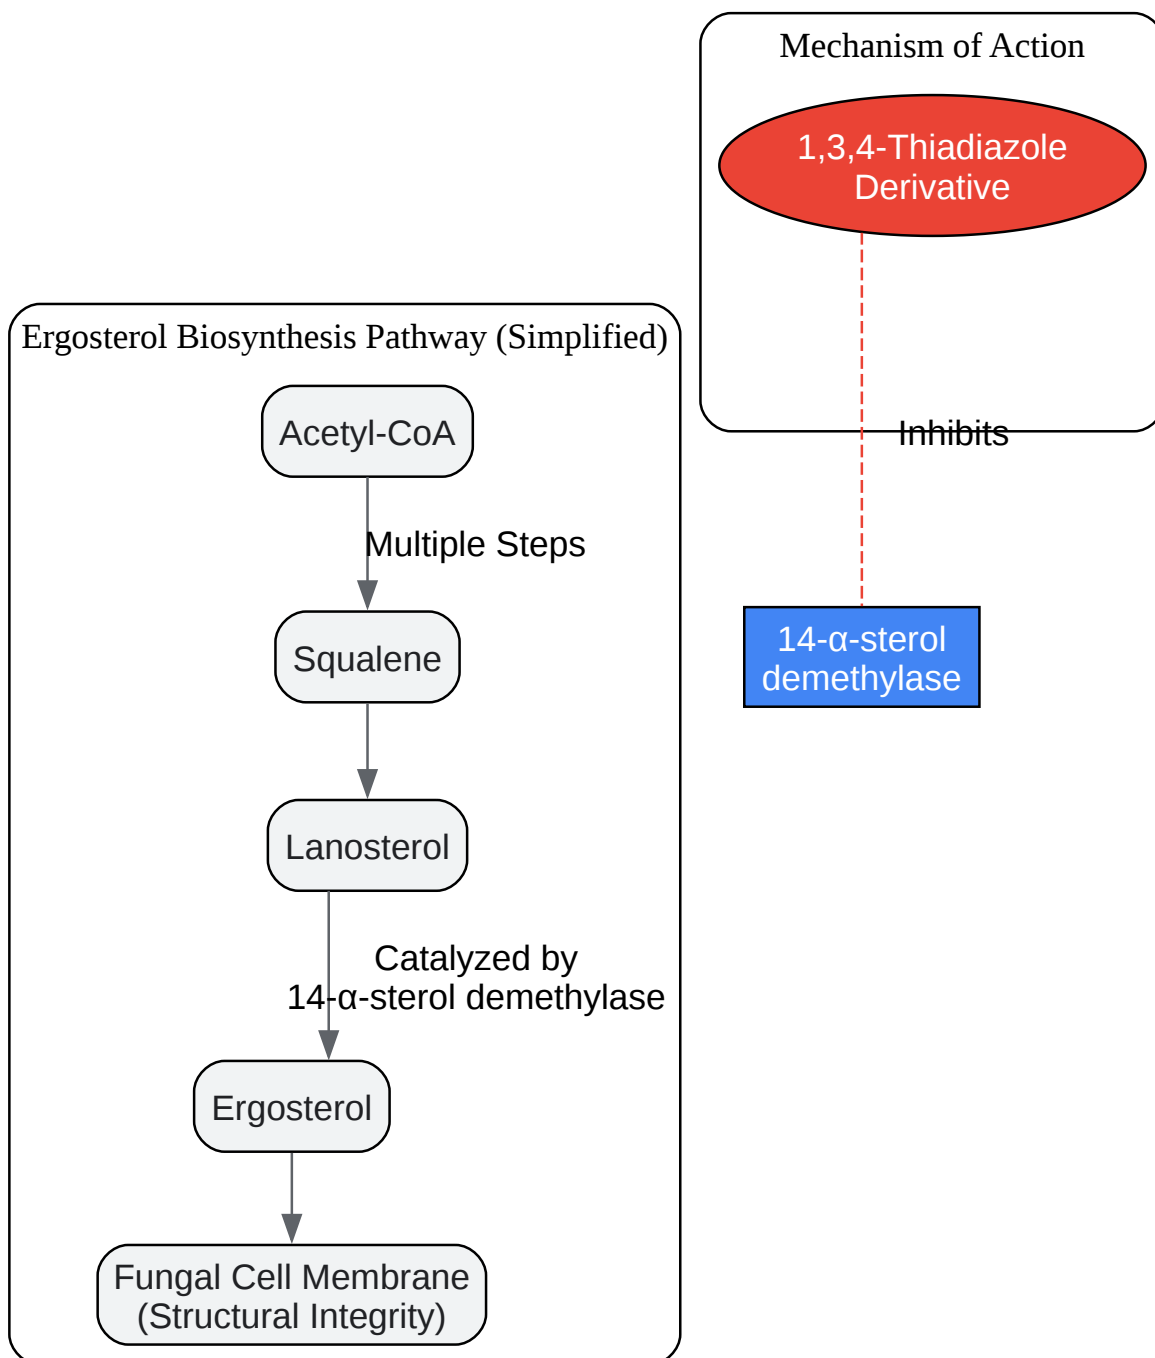 Mechanism of Action
1,3,4-Thiadiazole
Derivative
Inhibits
14-α-sterol
demethylase
Ergosterol Biosynthesis Pathway (Simplified)
Acetyl-CoA
Multiple Steps
Squalene
Lanosterol
Catalyzed by
14-α-sterol demethylase
Ergosterol
Fungal Cell Membrane
(Structural Integrity)